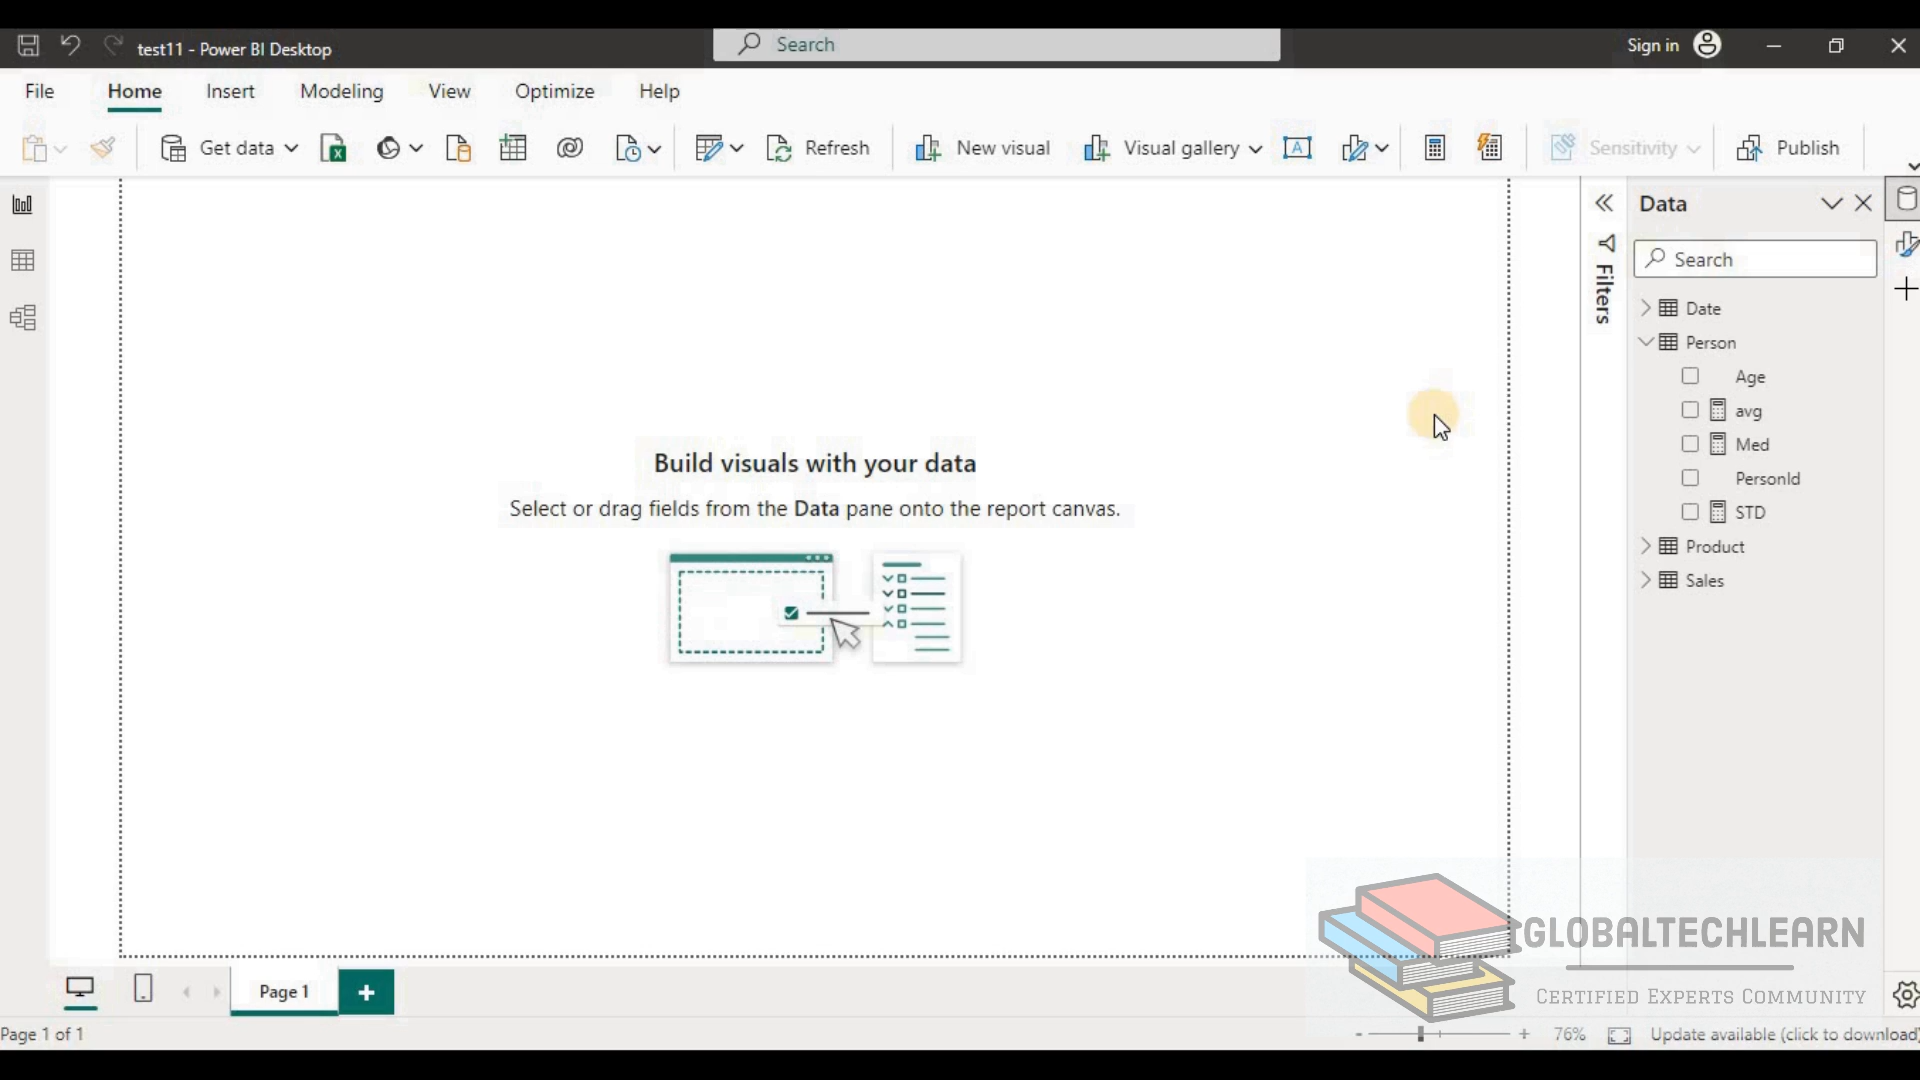 test11 - Power BI Desktop
Search
Sign in
File
Home
Insert
Modeling
View
Optimize
Help
Get data
Refresh
New visual
Visual gallery
A
Sensitivity
Publish
Data
Search
Filters
Date
Person
Age
avg
Med
PersonId
STD
Product
Sales
Build visuals with your data
Select or drag fields from the Data pane onto the report canvas.
GLOBALTECHLEARN
CERTIFIED EXPERTS COMMUNITY
Page 1
Page 1 of 1
76%
Update available (click to download)